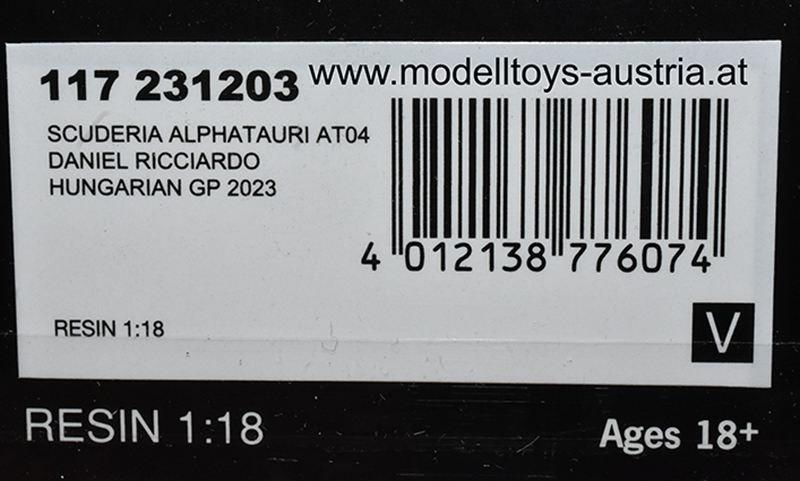 117 231203 www.modelltoys-austria.at
SCUDERIA ALPHATAURI AT04
DANIEL RICCIARDO
HUNGARIAN GP 2023
4 012138 776074
RESIN 1:18
V
RESIN 1:18
Ages 18+